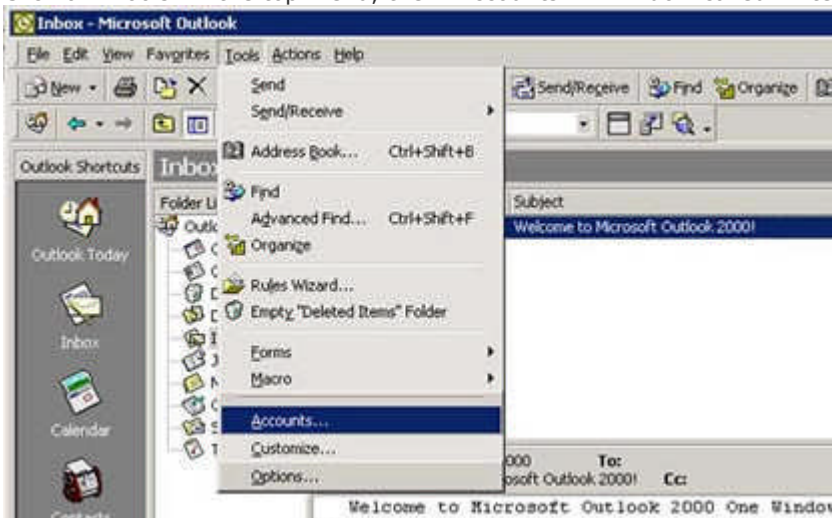 Inbox - Microsoft Outlook
File Edit View Favorites Tools Actions Help
New Send/Receive Find Organize
Outlook Shortcuts
Outlook Today
Inbox
Calendar
Send
Send/Receive
Address Book... Ctrl+Shift+B
Find
Advanced Find... Ctrl+Shift+F
Organize
Rules Wizard...
Empty "Deleted Items" Folder
Forms
Macro
Accounts...
Customize...
Options...
Subject
Welcome to Microsoft Outlook 2000!
To:
Outlook 2000! Cc:
Welcome to Microsoft Outlook 2000 One Window